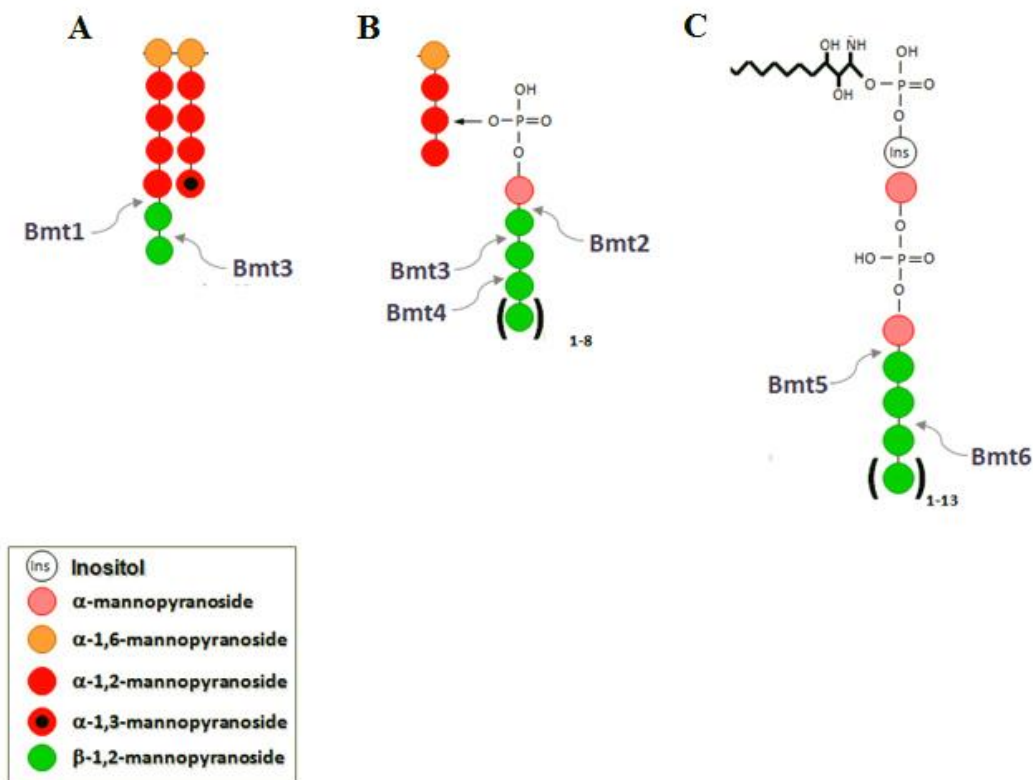 A
B
C
Bmt1
Bmt3
OH
O
P
O
O
Bmt3
Bmt2
Bmt4
( )
1-8
OH
NH
OH
O
OH
P
O
O
Ins
O
HO
P
O
O
Bmt5
Bmt6
( )
1-13
Ins Inositol
α-mannopyranoside
α-1,6-mannopyranoside
α-1,2-mannopyranoside
α-1,3-mannopyranoside
β-1,2-mannopyranoside